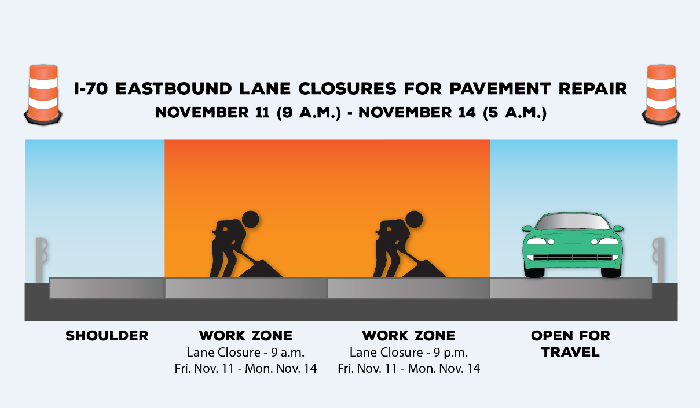 I-70 EASTBOUND LANE CLOSURES FOR PAVEMENT REPAIR
NOVEMBER 11 (9 A.M.) - NOVEMBER 14 (5 A.M.)
SHOULDER
WORK ZONE
Lane Closure - 9 a.m.
Fri. Nov. 11 - Mon. Nov. 14
WORK ZONE
Lane Closure - 9 p.m.
Fri. Nov. 11 - Mon. Nov. 14
OPEN FOR
TRAVEL